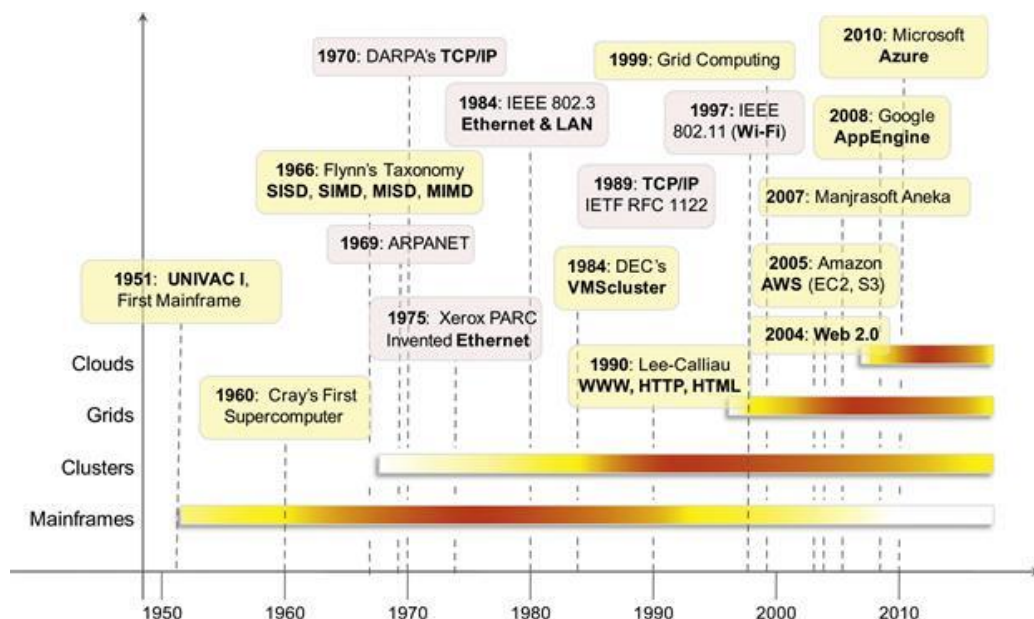 2010: Microsoft
Azure
1970: DARPA's TCP/IP
1999: Grid Computing
1984: IEEE 802.3
Ethernet & LAN
1997: IEEE
802.11 (Wi-Fi)
2008: Google
AppEngine
1966: Flynn's Taxonomy
SISD, SIMD, MISD, MIMD
1989: TCP/IP
IETF RFC 1122
2007: Manjrasoft Aneka
1969: ARPANET
1951: UNIVAC I,
First Mainframe
1984: DEC's
VMScluster
2005: Amazon
AWS (EC2, S3)
1975: Xerox PARC
Invented Ethernet
2004: Web 2.0
Clouds
1990: Lee-Calliau
WWW, HTTP, HTML
1960: Cray's First
Supercomputer
Grids
Clusters
Mainframes
1950 1960 1970 1980 1990 2000 2010